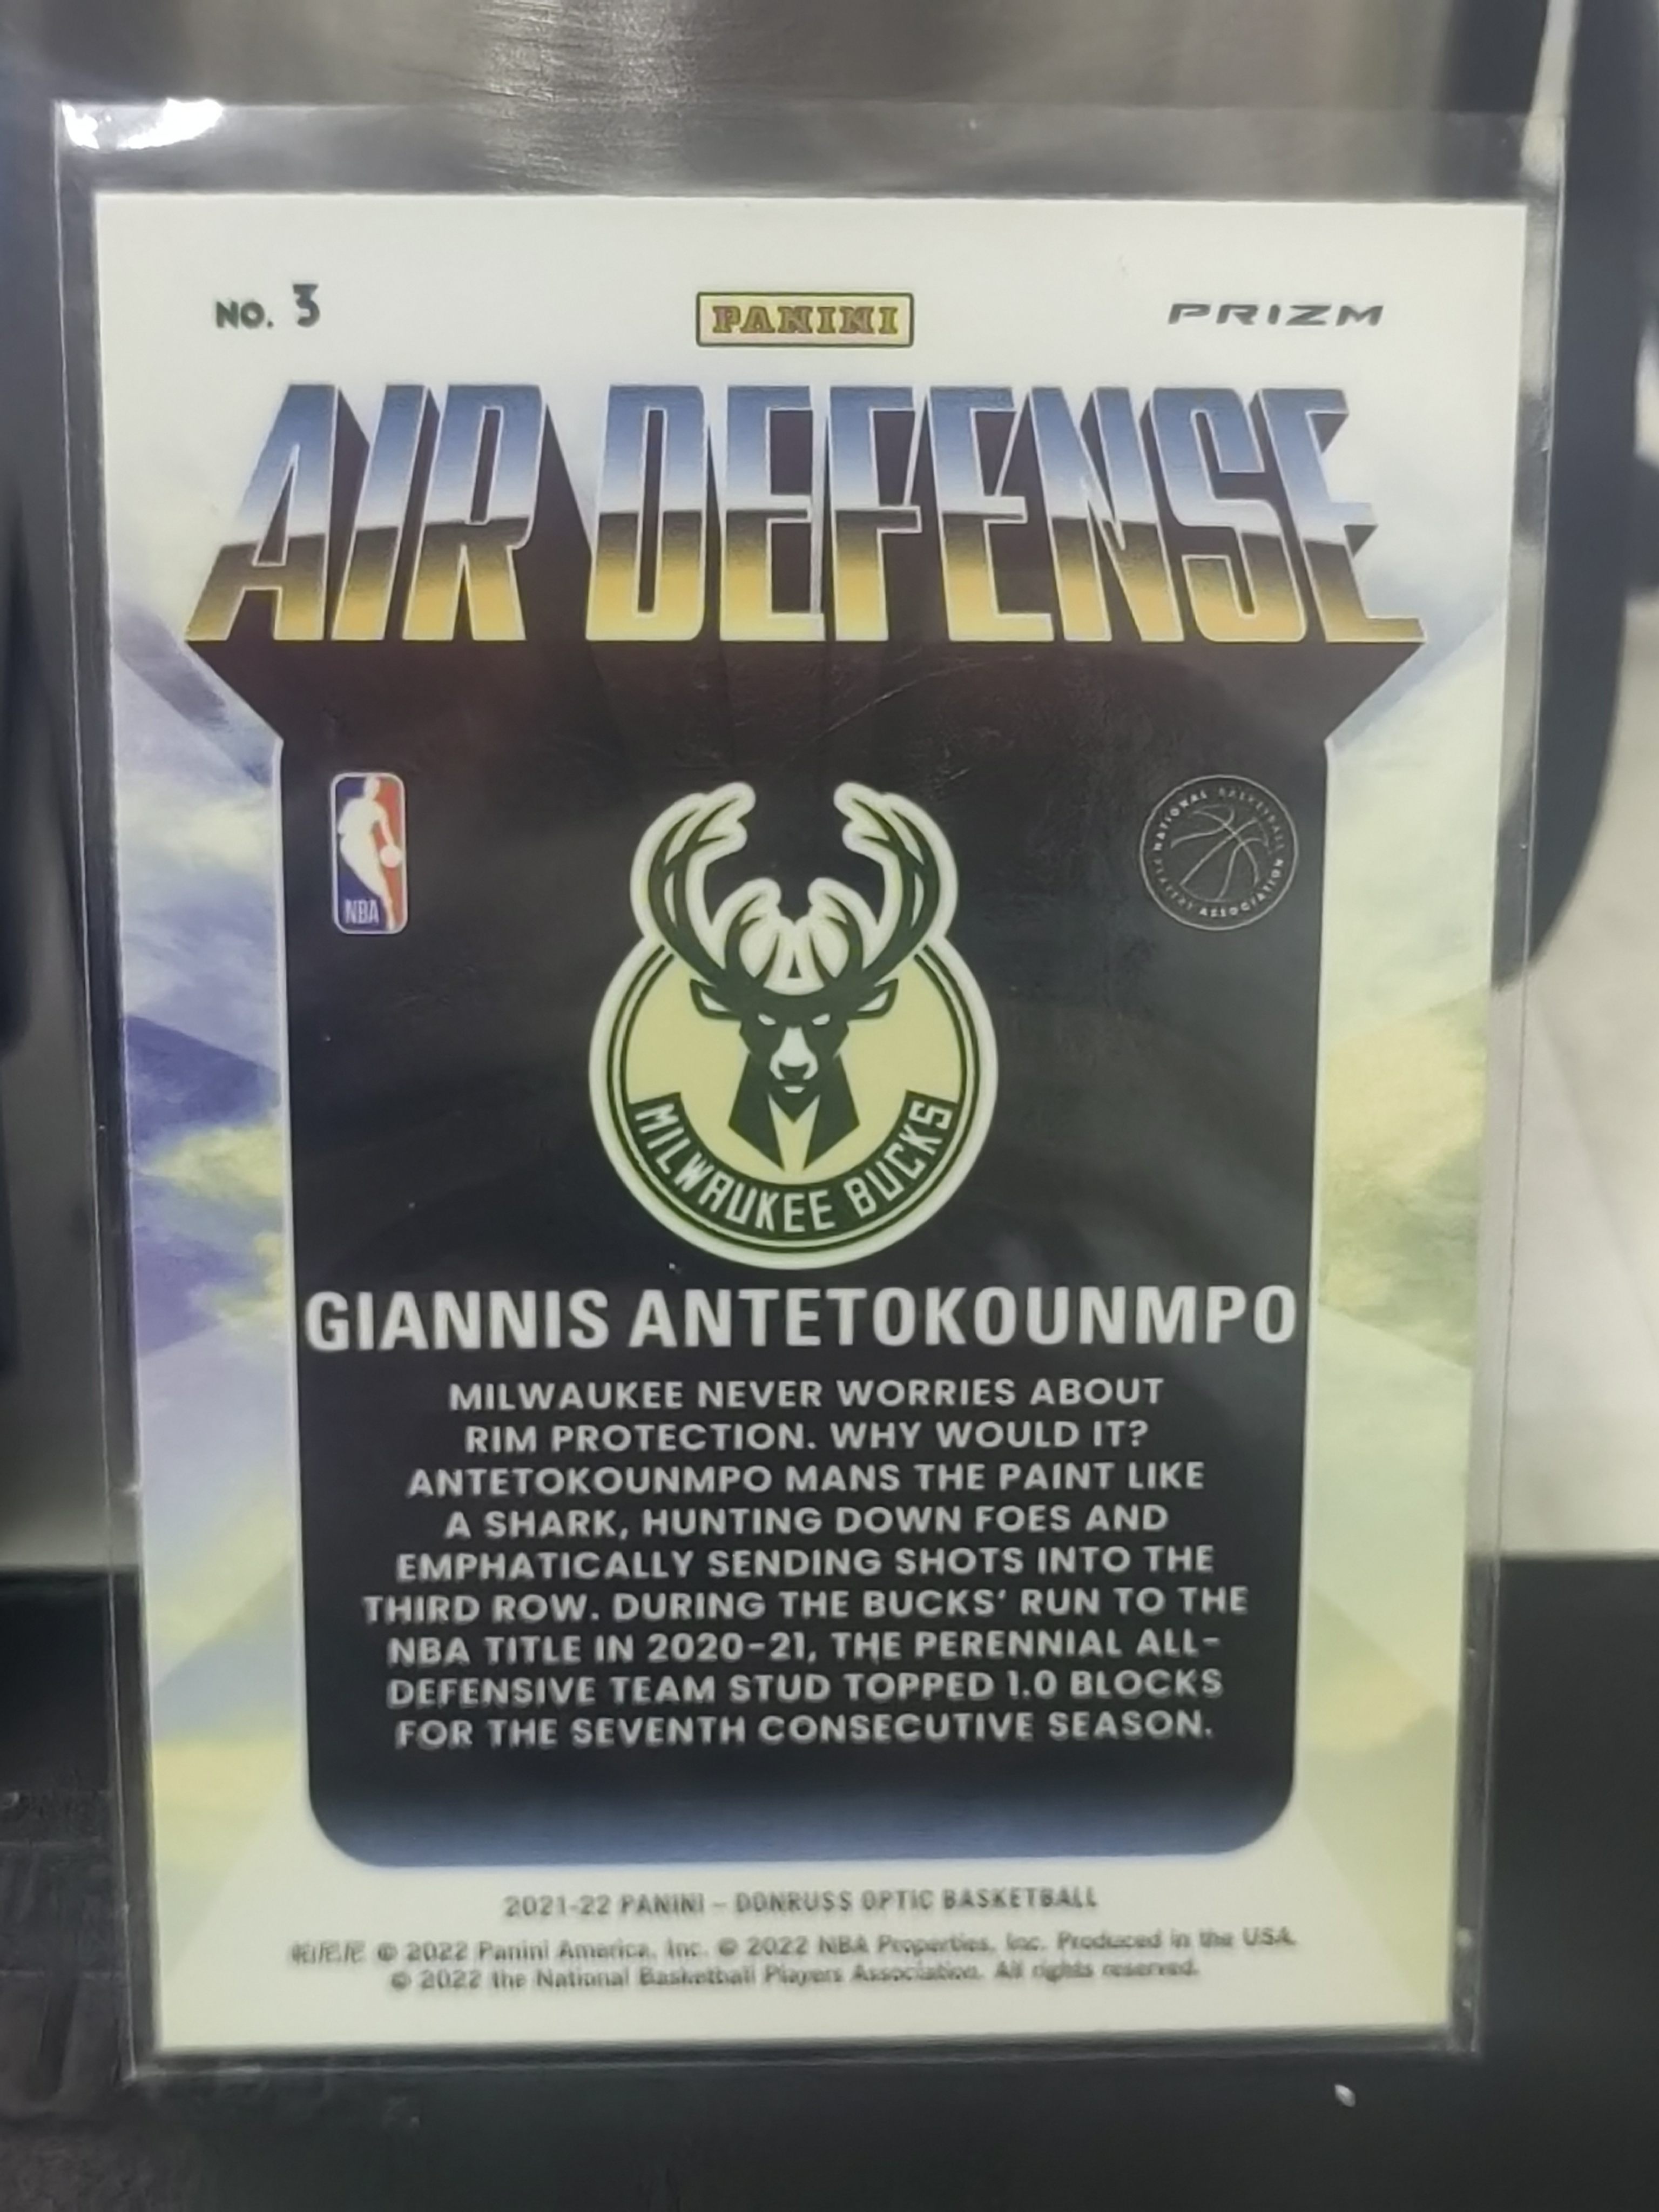 NO. 3
PANINI
PRIZM
AIR DEFENSE
NBA
NATIONAL BASKETBALL
PLAYERS ASSOCIATION
MILWAUKEE BUCKS
GIANNIS ANTETOKOUNMPO
MILWAUKEE NEVER WORRIES ABOUT
RIM PROTECTION. WHY WOULD IT?
ANTETOKOUNMPO MANS THE PAINT LIKE
A SHARK, HUNTING DOWN FOES AND
EMPHATICALLY SENDING SHOTS INTO THE
THIRD ROW. DURING THE BUCKS' RUN TO THE
NBA TITLE IN 2020-21, THE PERENNIAL ALL-
DEFENSIVE TEAM STUD TOPPED 1.0 BLOCKS
FOR THE SEVENTH CONSECUTIVE SEASON.
2021-22 PANINI – DONRUSS OPTIC BASKETBALL
帕尼尼 © 2022 Panini America, Inc. © 2022 NBA Properties, Inc. Produced in the USA.
© 2022 the National Basketball Players Association. All rights reserved.